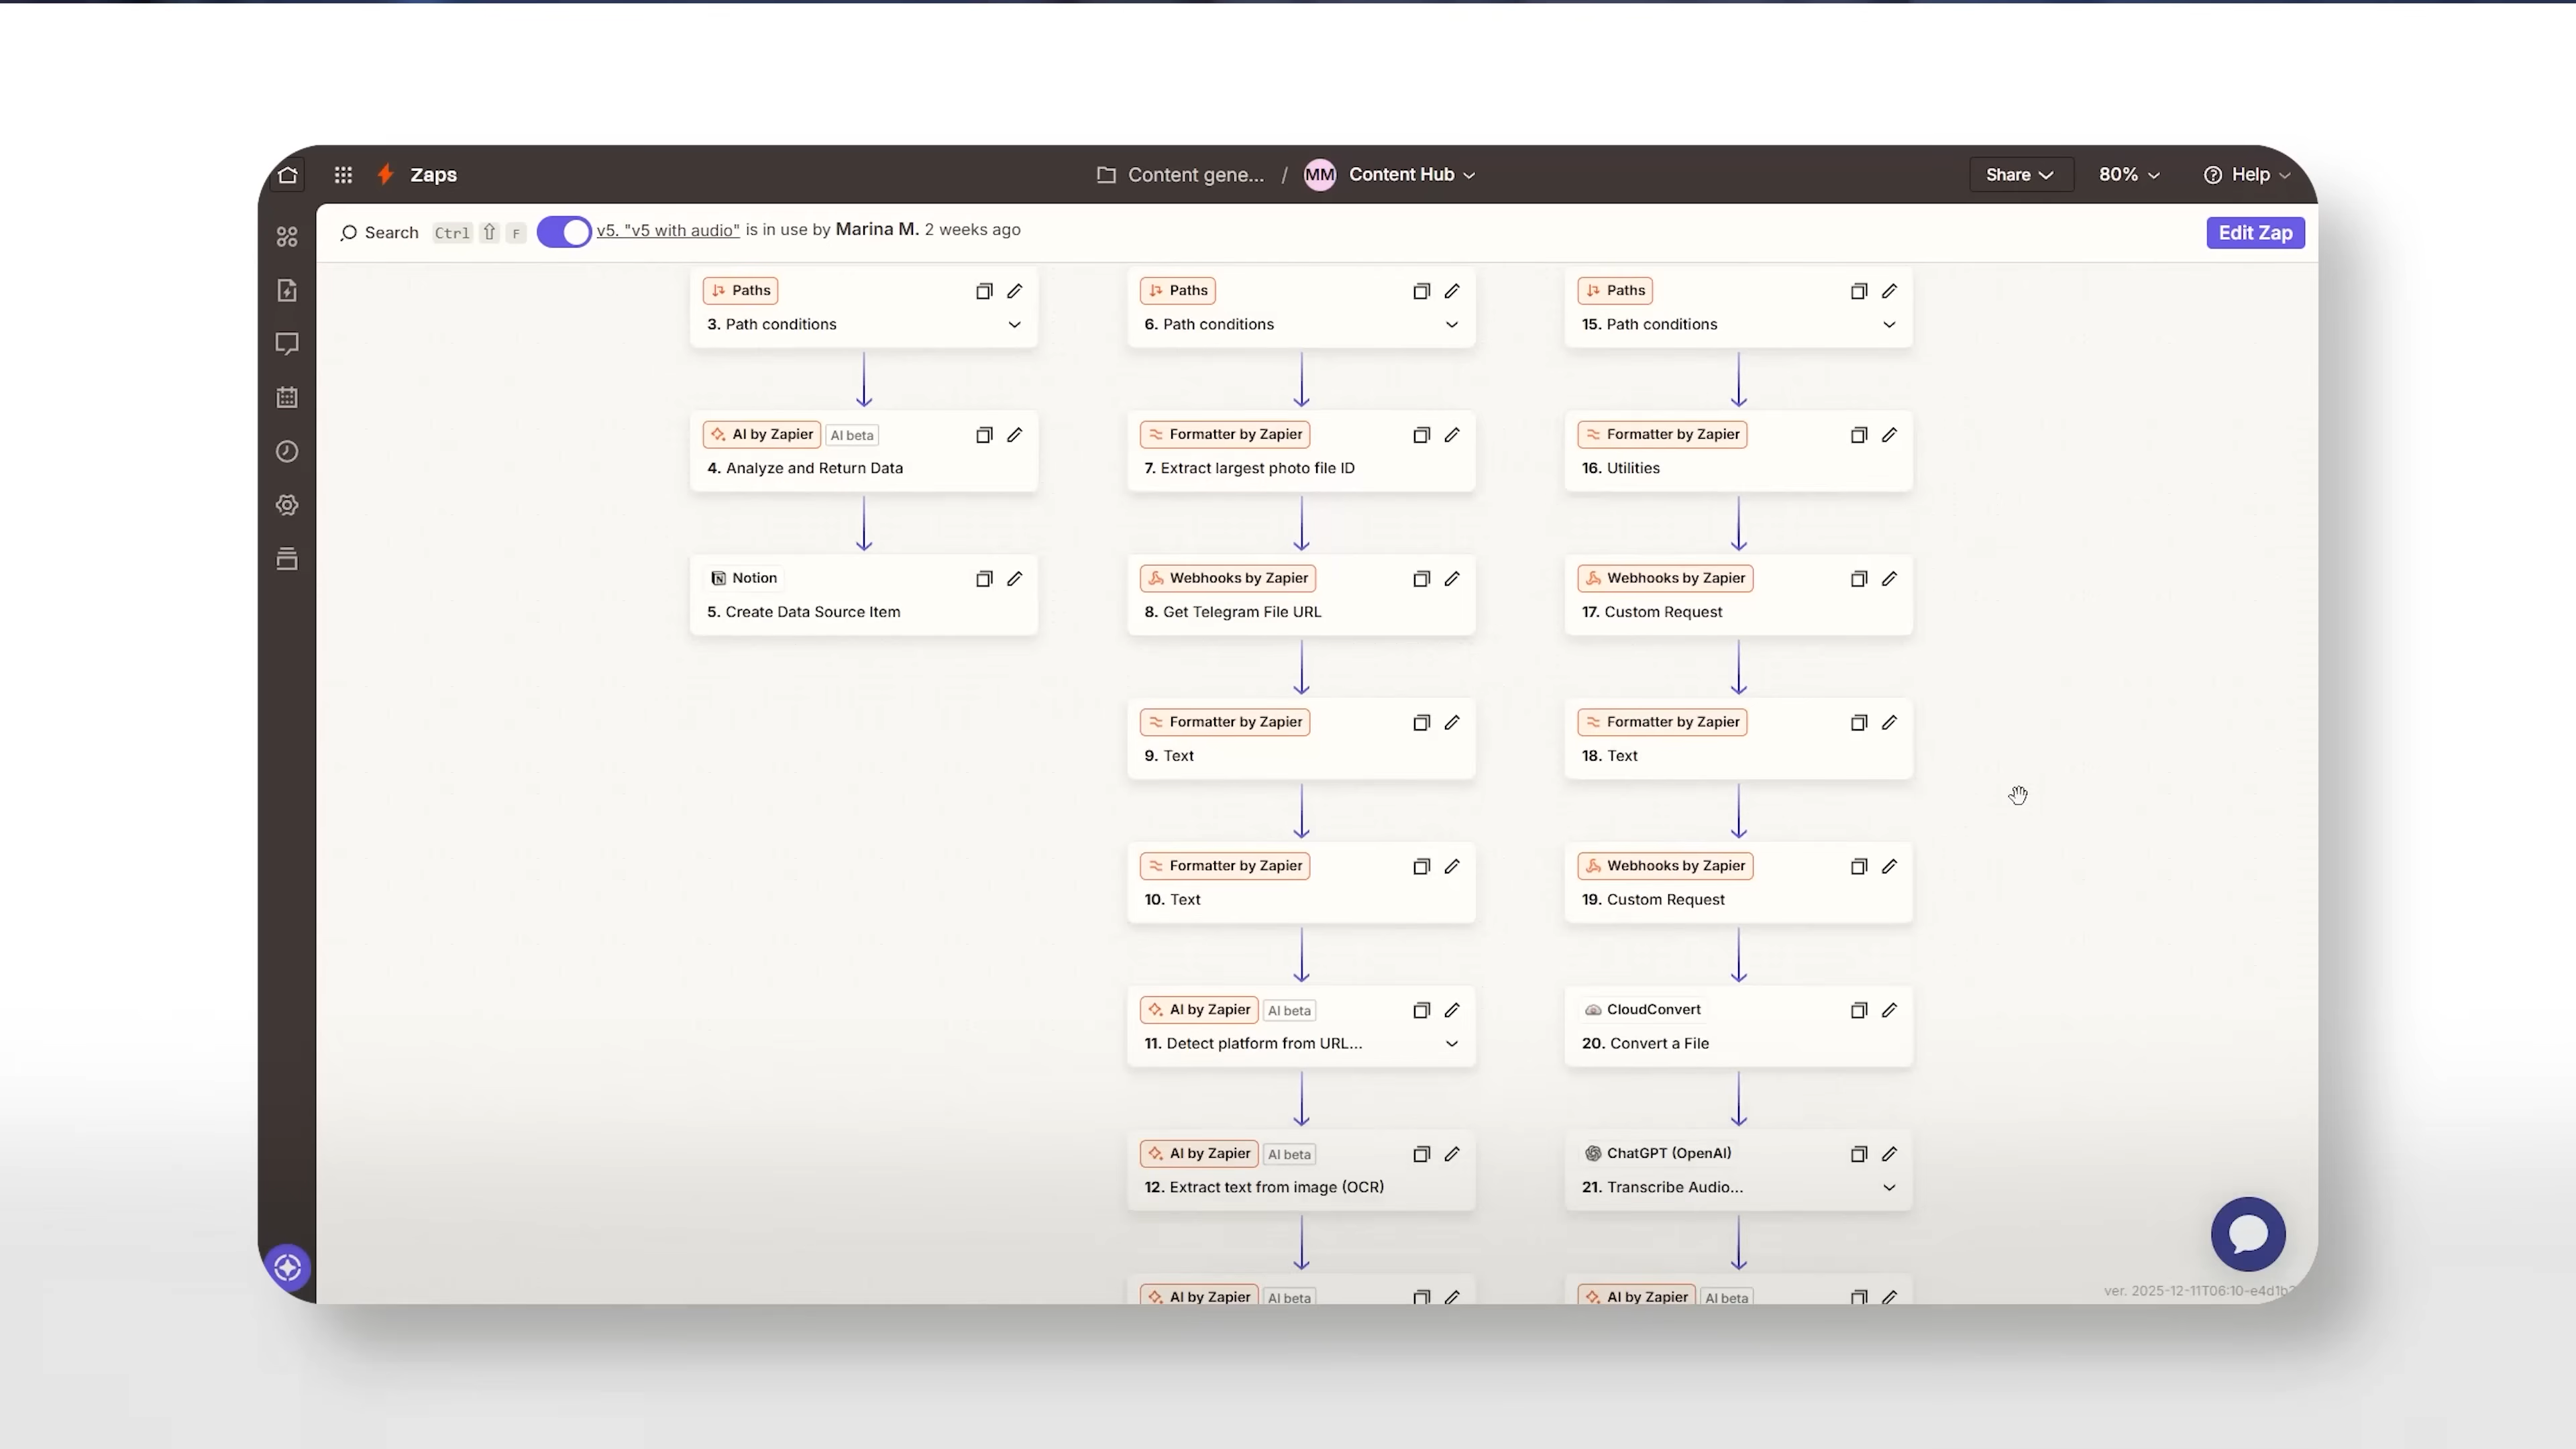 Zaps
Content gene... / MM Content Hub
Share 80% Help
Search Ctrl ⇧ F v5. "v5 with audio" is in use by Marina M. 2 weeks ago
Edit Zap
Paths
3. Path conditions
AI by Zapier AI beta
4. Analyze and Return Data
Notion
5. Create Data Source Item
Paths
6. Path conditions
Formatter by Zapier
7. Extract largest photo file ID
Webhooks by Zapier
8. Get Telegram File URL
Formatter by Zapier
9. Text
Formatter by Zapier
10. Text
AI by Zapier AI beta
11. Detect platform from URL...
AI by Zapier AI beta
12. Extract text from image (OCR)
AI by Zapier AI beta
Paths
15. Path conditions
Formatter by Zapier
16. Utilities
Webhooks by Zapier
17. Custom Request
Formatter by Zapier
18. Text
Webhooks by Zapier
19. Custom Request
CloudConvert
20. Convert a File
ChatGPT (OpenAI)
21. Transcribe Audio...
AI by Zapier AI beta
ver. 2025-12-11T06:10-e4d1b